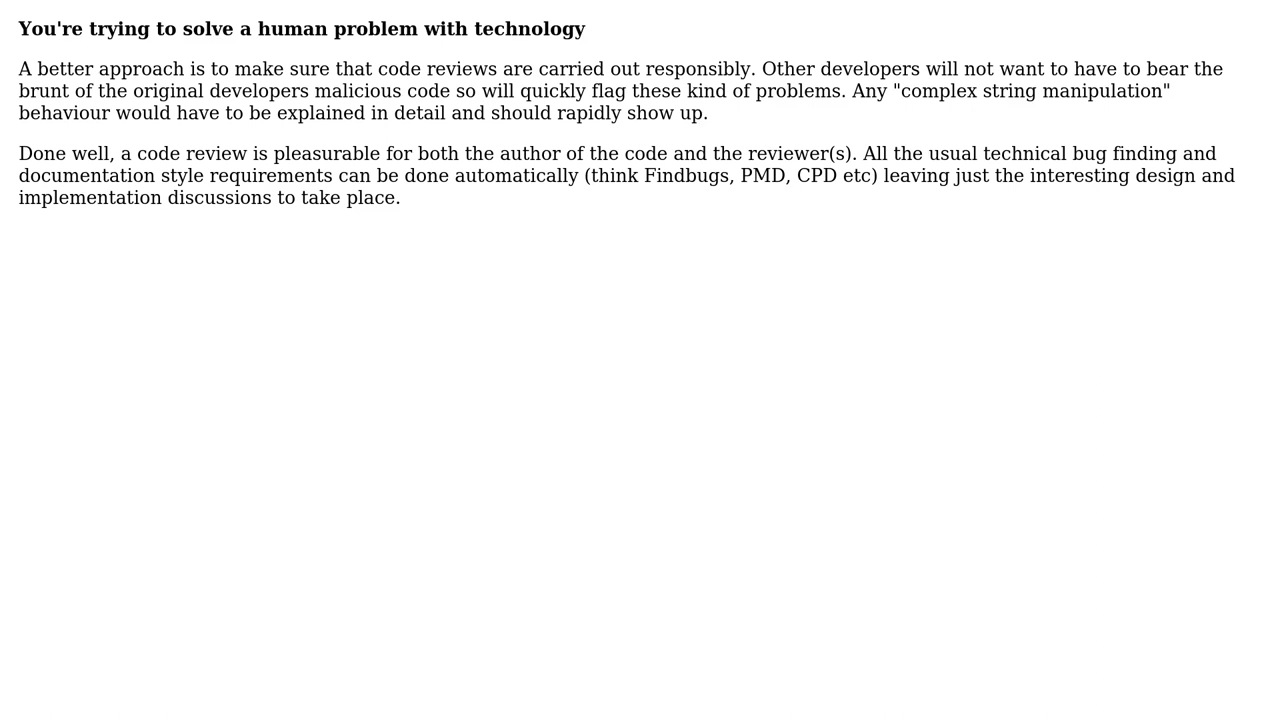 You're trying to solve a human problem with technology
A better approach is to make sure that code reviews are carried out responsibly. Other developers will not want to have to bear the
brunt of the original developers malicious code so will quickly flag these kind of problems. Any "complex string manipulation"
behaviour would have to be explained in detail and should rapidly show up.
Done well, a code review is pleasurable for both the author of the code and the reviewer(s). All the usual technical bug finding and
documentation style requirements can be done automatically (think Findbugs, PMD, CPD etc) leaving just the interesting design and
implementation discussions to take place.